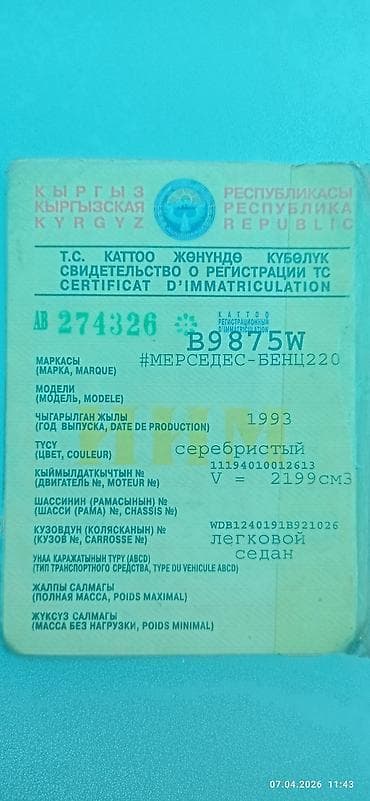 КЫРГЫЗ РЕСПУБЛИКАСЫ
КЫРГЫЗСКАЯ РЕСПУБЛИКА
KYRGYZ REPUBLIC
Т.С. КАТТОО ЖӨНҮНДӨ КҮБӨЛҮК
СВИДЕТЕЛЬСТВО О РЕГИСТРАЦИИ ТС
CERTIFICAT D'IMMATRICULATION
АВ 274326
КАТТОО
РЕГИСТРАЦИОННЫЙ
D'IMMATRICULATION
B9875W
МАРКАСЫ #МЕРСЕДЕС-БЕНЦ220
(МАРКА, MARQUE)
МОДЕЛИ
(МОДЕЛЬ, MODELE)
ЧЫГАРЫЛГАН ЖЫЛЫ 1993
(ГОД ВЫПУСКА, DATE DE PRODUCTION)
ТҮСҮ серебристый
(ЦВЕТ, COULEUR)
11194010012613
КЫЙМЫЛДАТКЫЧТЫН № V = 2199см3
(ДВИГАТЕЛЬ №, MOTEUR №)
ШАССИНИН (РАМАСЫНЫН) №
(ШАССИ (РАМА) №, CHASSIS №)
КУЗОВДУН (КОЛЯСКАНЫН) № WDB1240191B921026
(КУЗОВ №, CARROSSE №) легковой
седан
УНАА КАРАЖАТЫНЫН ТҮРҮ (ABCD)
(ТИП ТРАНСПОРТНОГО СРЕДСТВА, TYPE DU VEHICULE ABCD)
ЖАЛПЫ САЛМАГЫ
(ПОЛНАЯ МАССА, POIDS MAXIMAL)
ЖҮКСҮЗ САЛМАГЫ
(МАССА БЕЗ НАГРУЗКИ, POIDS MINIMAL)
07.04.2026 11:43